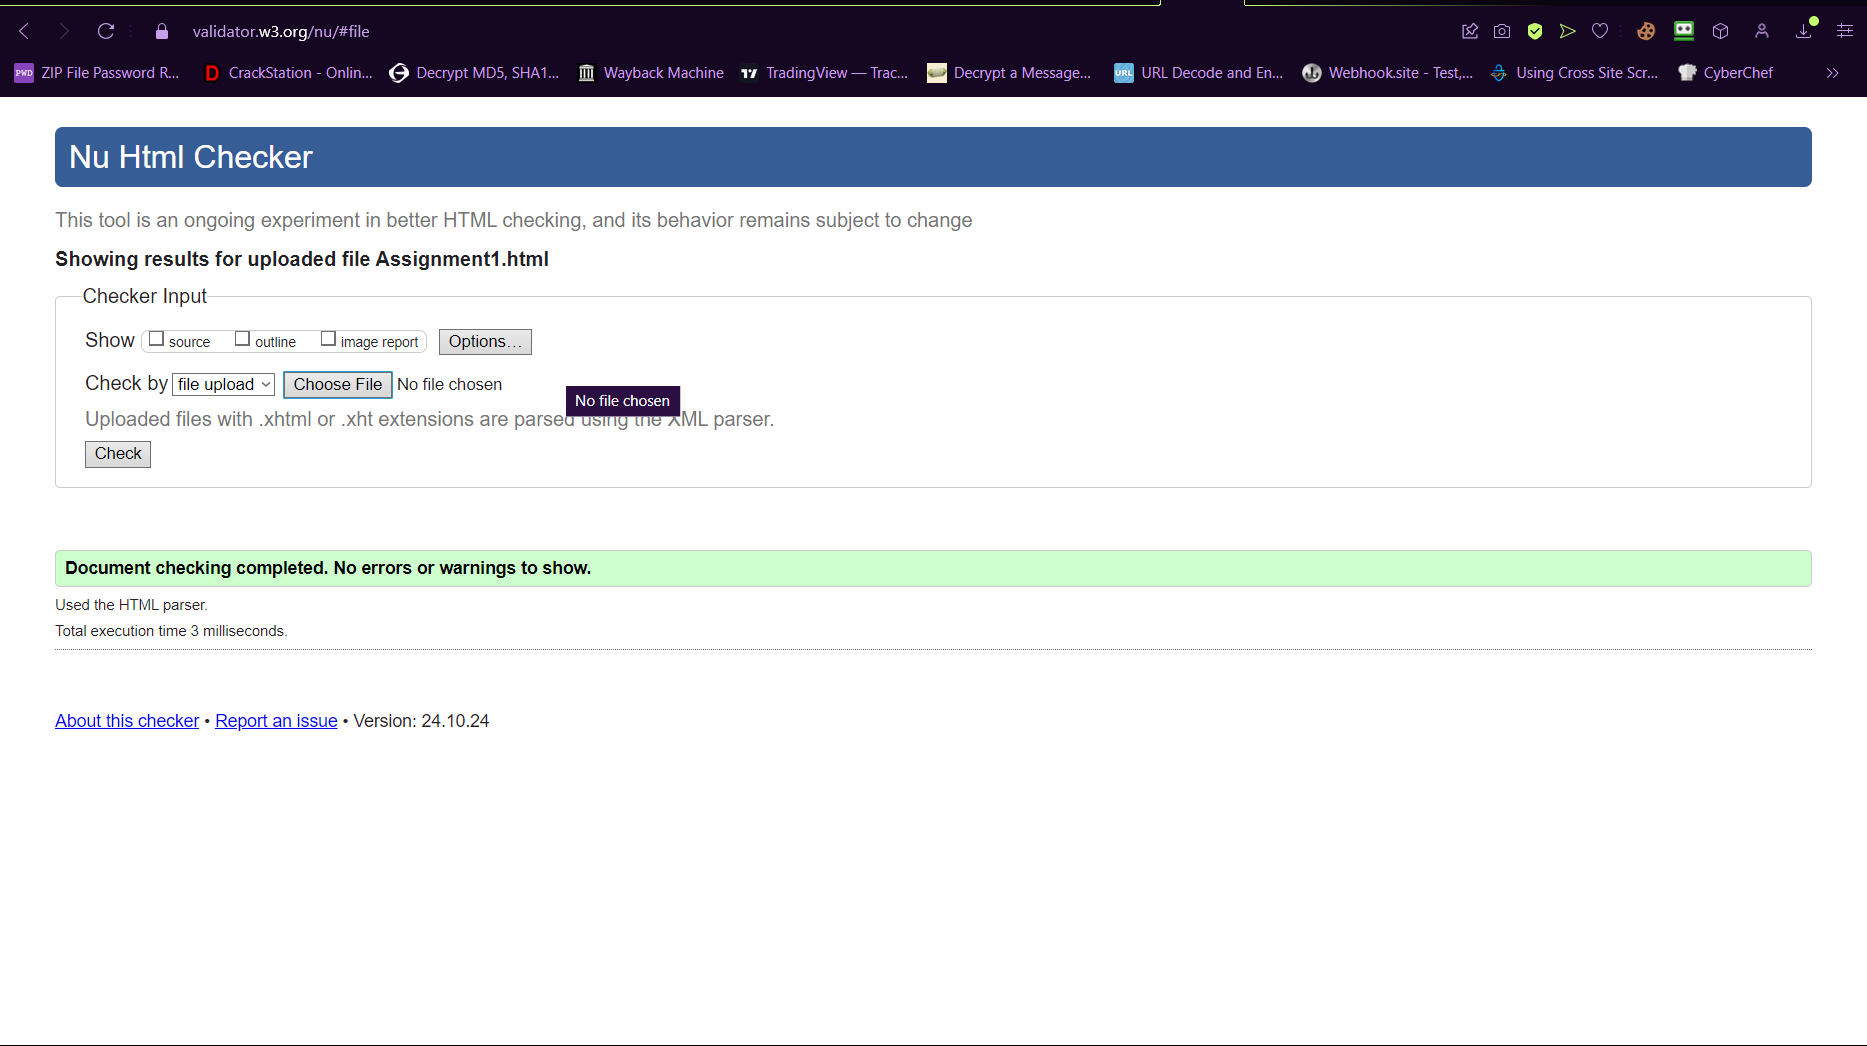 validator.w3.org/nu/#file
PWD ZIP File Password R... D CrackStation - Onlin... Decrypt MD5, SHA1... Wayback Machine TradingView — Trac... Decrypt a Message... URL URL Decode and En... Webhook.site - Test,... Using Cross Site Scr... CyberChef
Nu Html Checker
This tool is an ongoing experiment in better HTML checking, and its behavior remains subject to change
Showing results for uploaded file Assignment1.html
Checker Input
Show source outline image report Options...
Check by file upload Choose File No file chosen
No file chosen
Uploaded files with .xhtml or .xht extensions are parsed using the XML parser.
Check
Document checking completed. No errors or warnings to show.
Used the HTML parser.
Total execution time 3 milliseconds.
About this checker • Report an issue • Version: 24.10.24